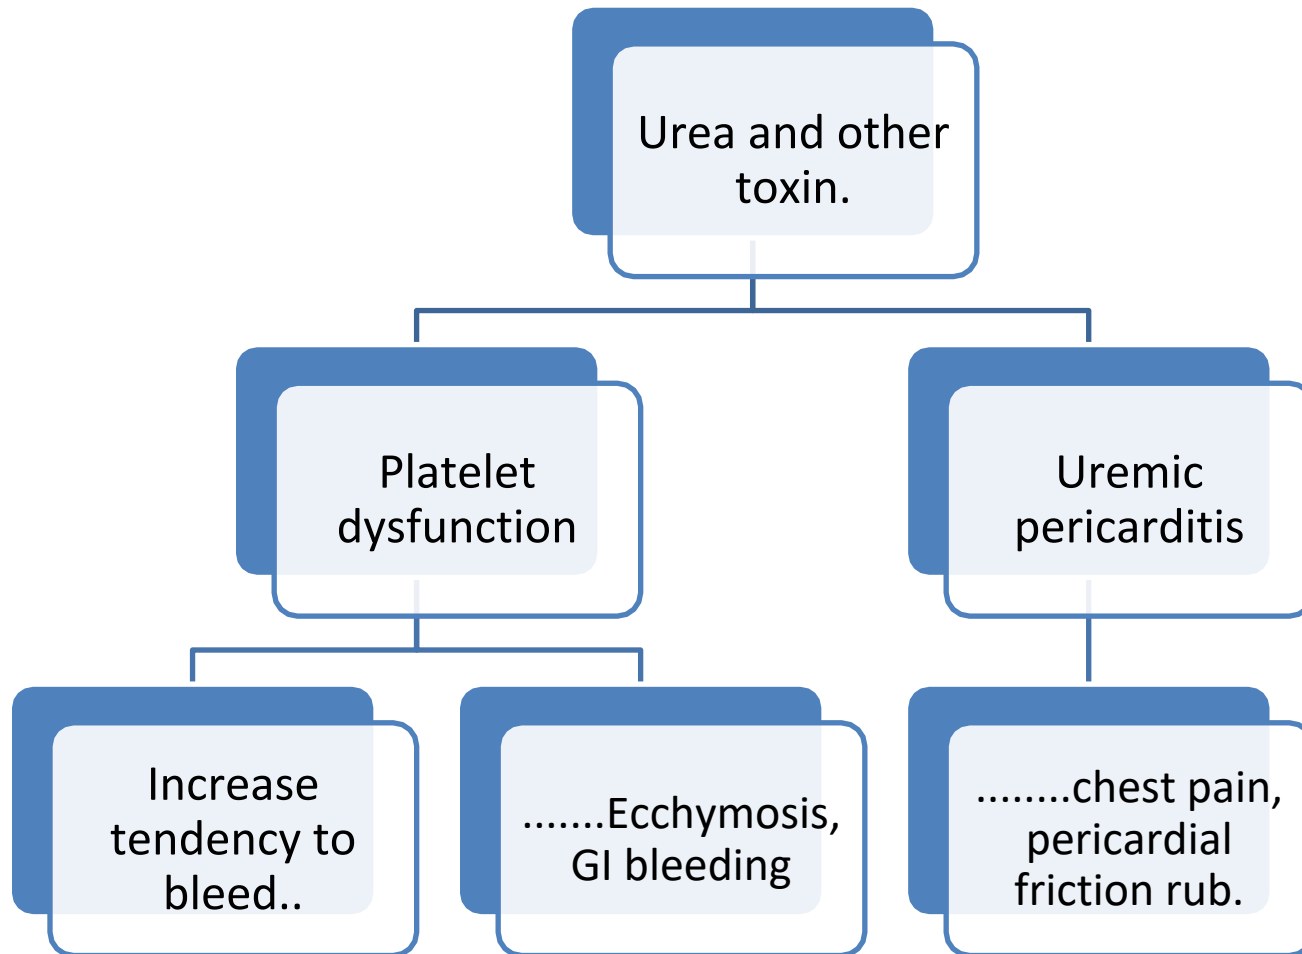 Urea and other
toxin.
Platelet
dysfunction
Uremic
pericarditis
Increase
tendency to
bleed..
.......Ecchymosis,
GI bleeding
........chest pain,
pericardial
friction rub.